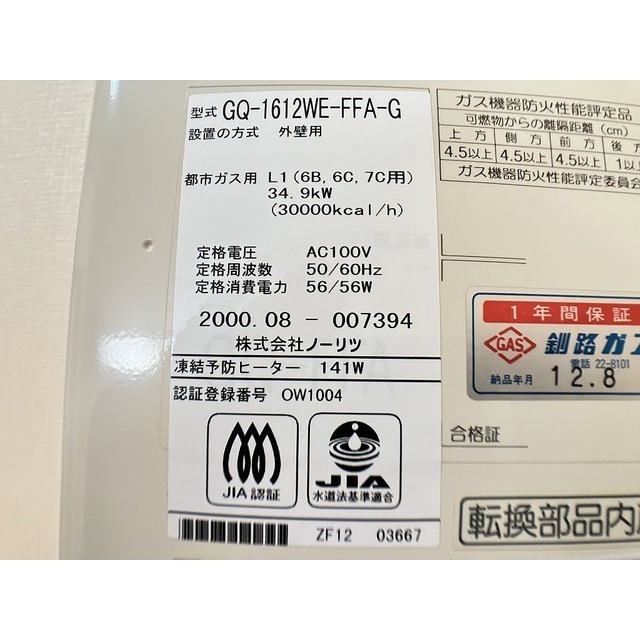 型式 GQ-1612WE-FFA-G
設置の方式 外壁用
都市ガス用 L1(6B,6C,7C用)
34.9kW
(30000kcal/h)
定格電圧 AC100V
定格周波数 50/60Hz
定格消費電力 56/56W
2000.08 - 007394
株式会社ノーリツ
凍結予防ヒーター 141W
認証登録番号 OW1004
JIA認証
JIA
水道法基準適合
ZF12 03667
ガス機器防火性能評定品
可燃物からの離隔距離(cm)
上方 側方 前方 後方
4.5以上 4.5以上 4.5以上
ガス機器防火性能評定委員会
1年間保証
GAS 釧路ガス
電話 22-8101
納品年月 12.8
合格証
転換部品内